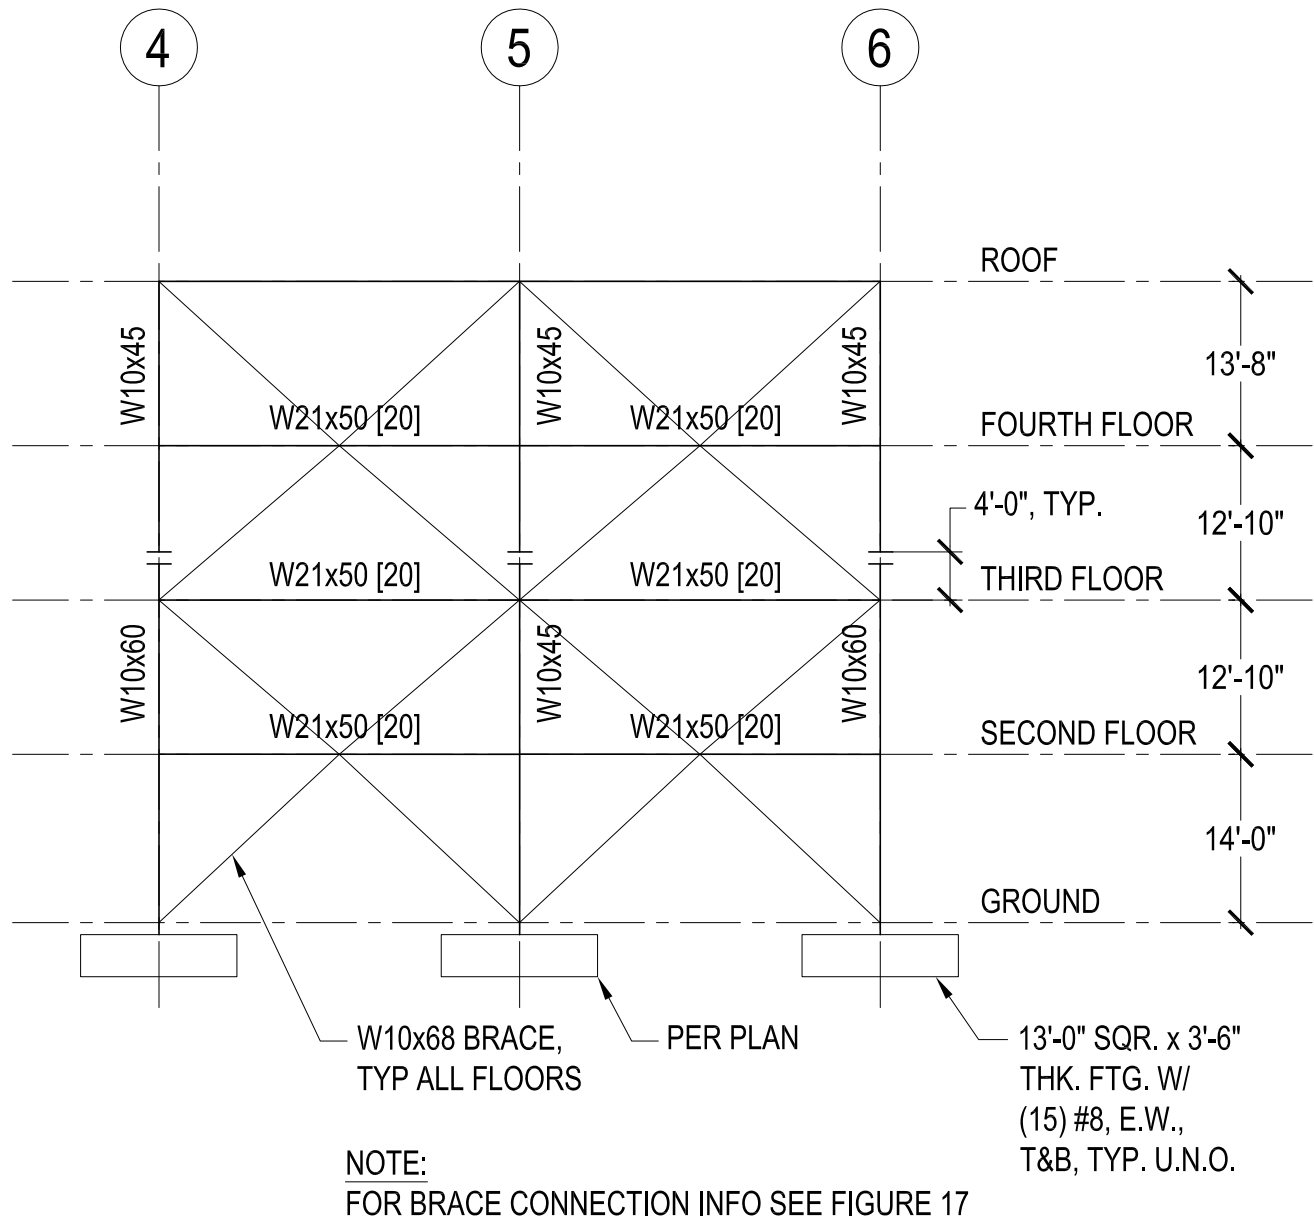 4
5
6
ROOF
W10x45
W10x45
W10x45
13'-8"
W21x50 [20]
W21x50 [20]
FOURTH FLOOR
4'-0", TYP.
12'-10"
W21x50 [20]
W21x50 [20]
THIRD FLOOR
W10x60
W10x45
W10x60
12'-10"
W21x50 [20]
W21x50 [20]
SECOND FLOOR
14'-0"
GROUND
W10x68 BRACE,
TYP ALL FLOORS
PER PLAN
13'-0" SQR. x 3'-6"
THK. FTG. W/
(15) #8, E.W.,
T&B, TYP. U.N.O.
NOTE:
FOR BRACE CONNECTION INFO SEE FIGURE 17